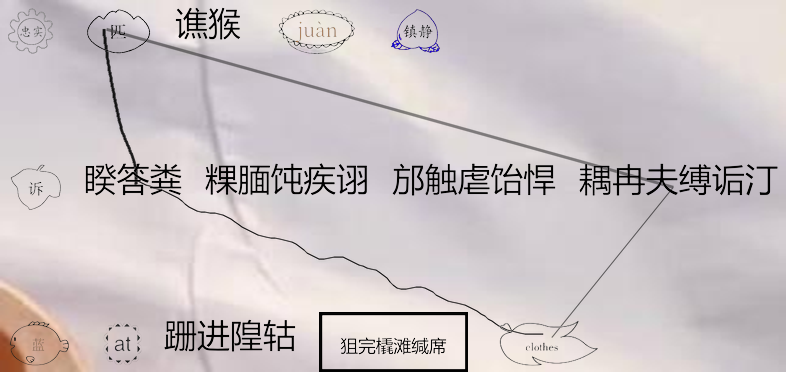 忠实 匹 谯猴 juàn 镇静
诉 睽答粪 粿腼饨疾诩 邡触虐饴悍 耦冉夫缚诟汀
蓝 at 跚进隍轱 狙完橇滩缄席 clothes